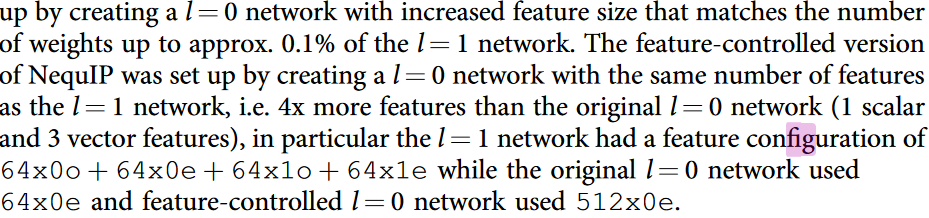 up by creating a l = 0 network with increased feature size that matches the number
of weights up to approx. 0.1% of the l = 1 network. The feature-controlled version
of NequIP was set up by creating a l = 0 network with the same number of features
as the l = 1 network, i.e. 4x more features than the original l = 0 network (1 scalar
and 3 vector features), in particular the l = 1 network had a feature configuration of
64x0o + 64x0e + 64x1o + 64x1e while the original l = 0 network used
64x0e and feature-controlled l = 0 network used 512x0e.